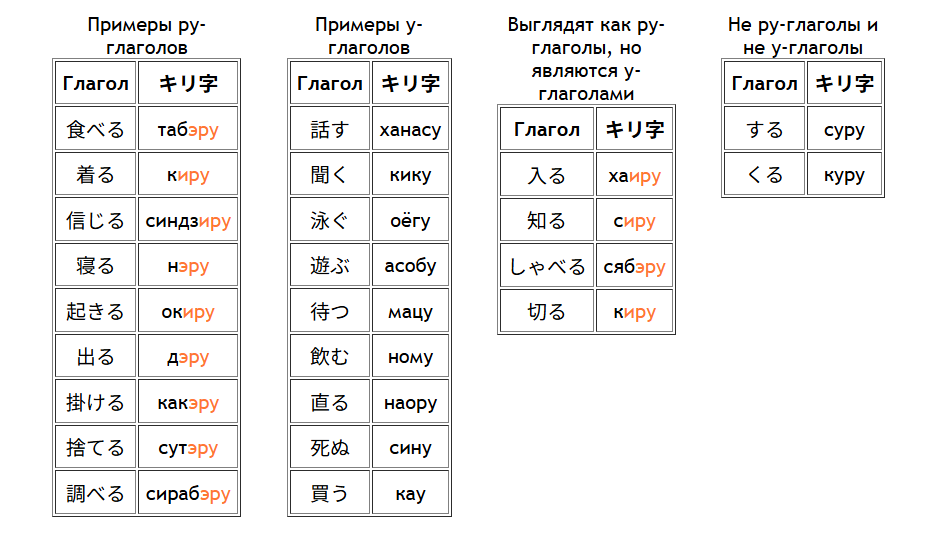 Примеры ру-
глаголов
Глагол キリ字
食べる табэру
着る киру
信じる синдзиру
寝る нэру
起きる окиру
出る дэру
掛ける какэру
捨てる сутэру
調べる сирабэру
Примеры у-
глаголов
Глагол キリ字
話す ханасу
聞く кику
泳ぐ оёгу
遊ぶ асобу
待つ мацу
飲む ному
直る наору
死ぬ сину
買う кау
Выглядят как ру-
глаголы, но
являются у-
глаголами
Глагол キリ字
入る хаиру
知る сиру
しゃべる сябэру
切る киру
Не ру-глаголы и
не у-глаголы
Глагол キリ字
する суру
くる куру